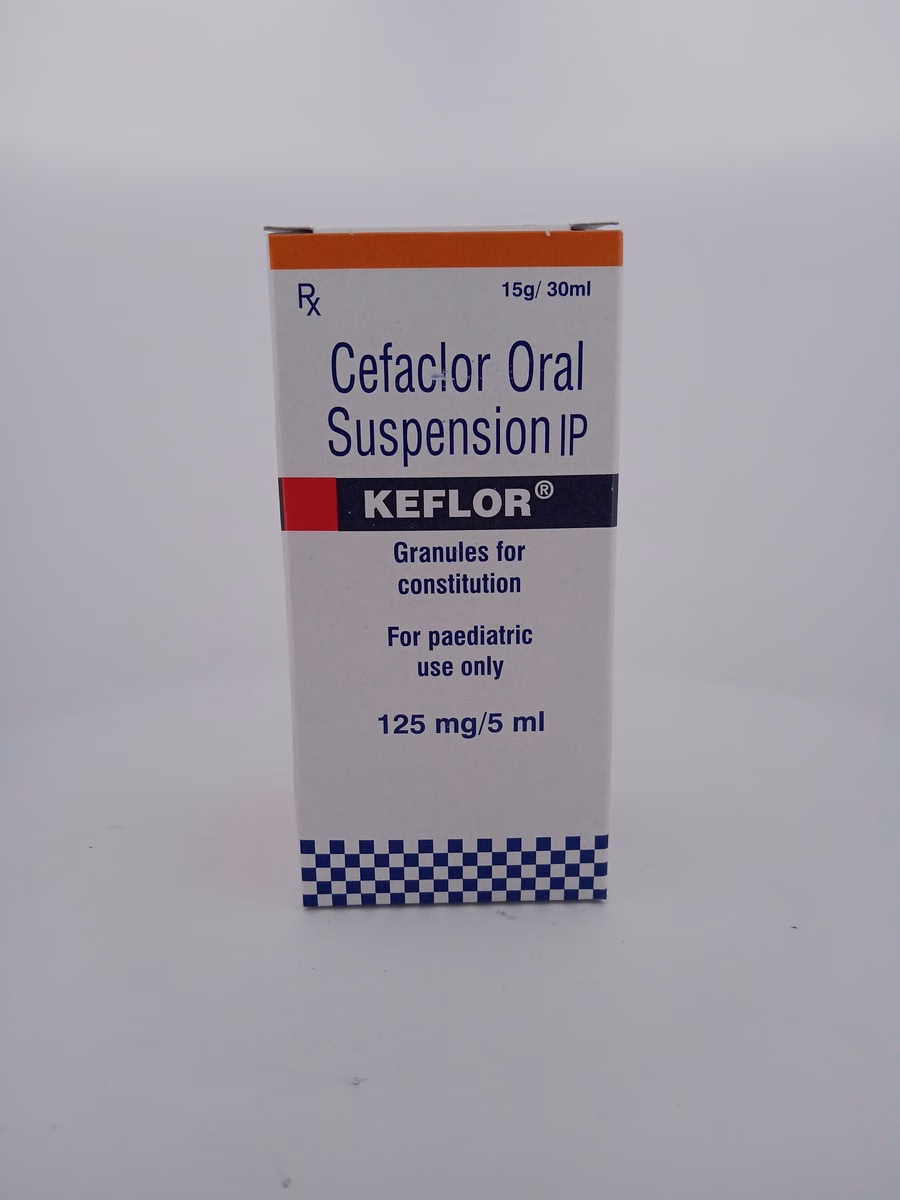 Rx
15g/ 30ml
Cefaclor Oral
Suspension IP
KEFLOR®
Granules for
constitution
For paediatric
use only
125 mg/5 ml